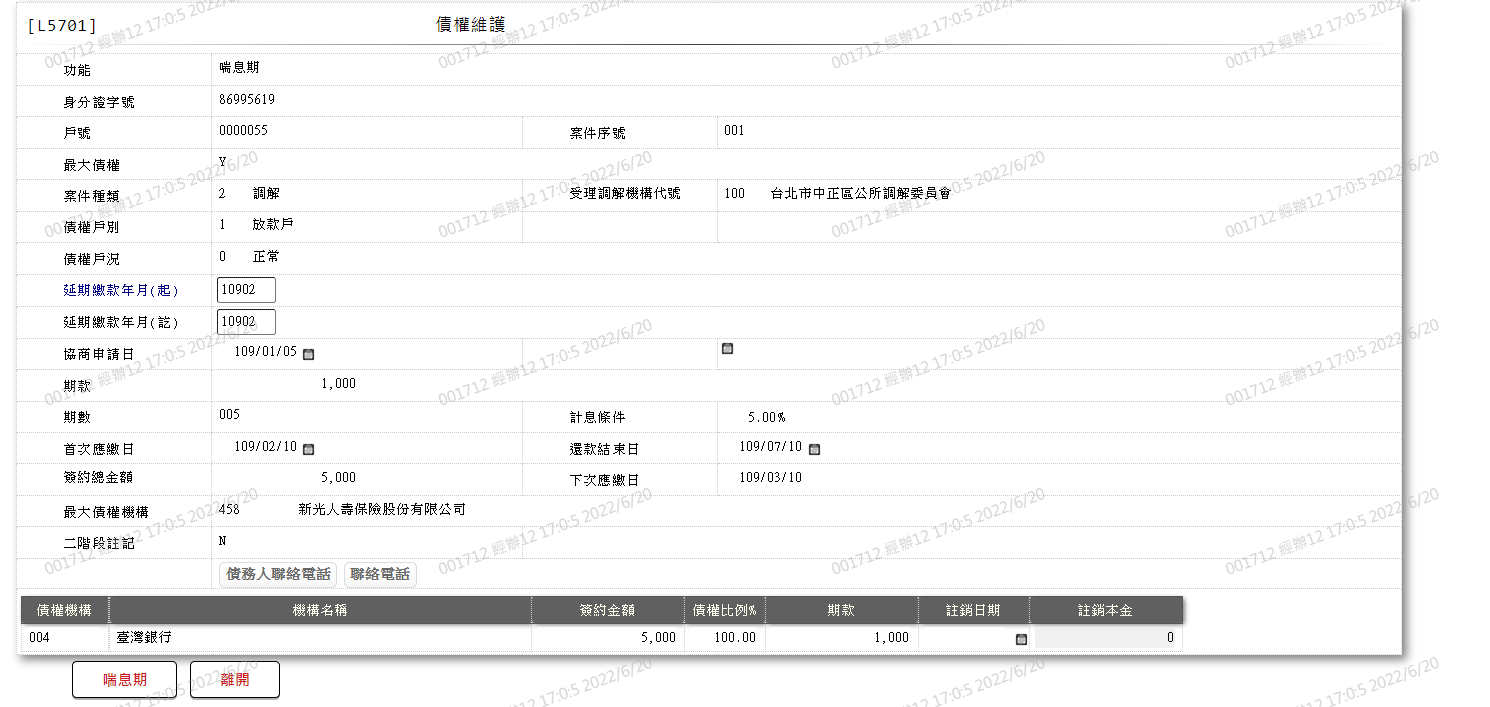 [L5701] 債權維護
功能 喘息期
身分證字號 86995619
戶號 0000055 案件序號 001
最大債權 Y
案件種類 2 調解 受理調解機構代號 100 台北市中正區公所調解委員會
債權戶別 1 放款戶
債權戶況 0 正常
延期繳款年月(起) 10902
延期繳款年月(訖) 10902
協商申請日 109/01/05
期款 1,000
期數 005 計息條件 5.00%
首次應繳日 109/02/10 還款結束日 109/07/10
簽約總金額 5,000 下次應繳日 109/03/10
最大債權機構 458 新光人壽保險股份有限公司
二階段註記 N
債務人聯絡電話 聯絡電話
債權機構 機構名稱 簽約金額 債權比例% 期款 註銷日期 註銷本金
004 臺灣銀行 5,000 100.00 1,000 0
喘息期 離開
001712 經辦12 17:0:5 2022/6/20